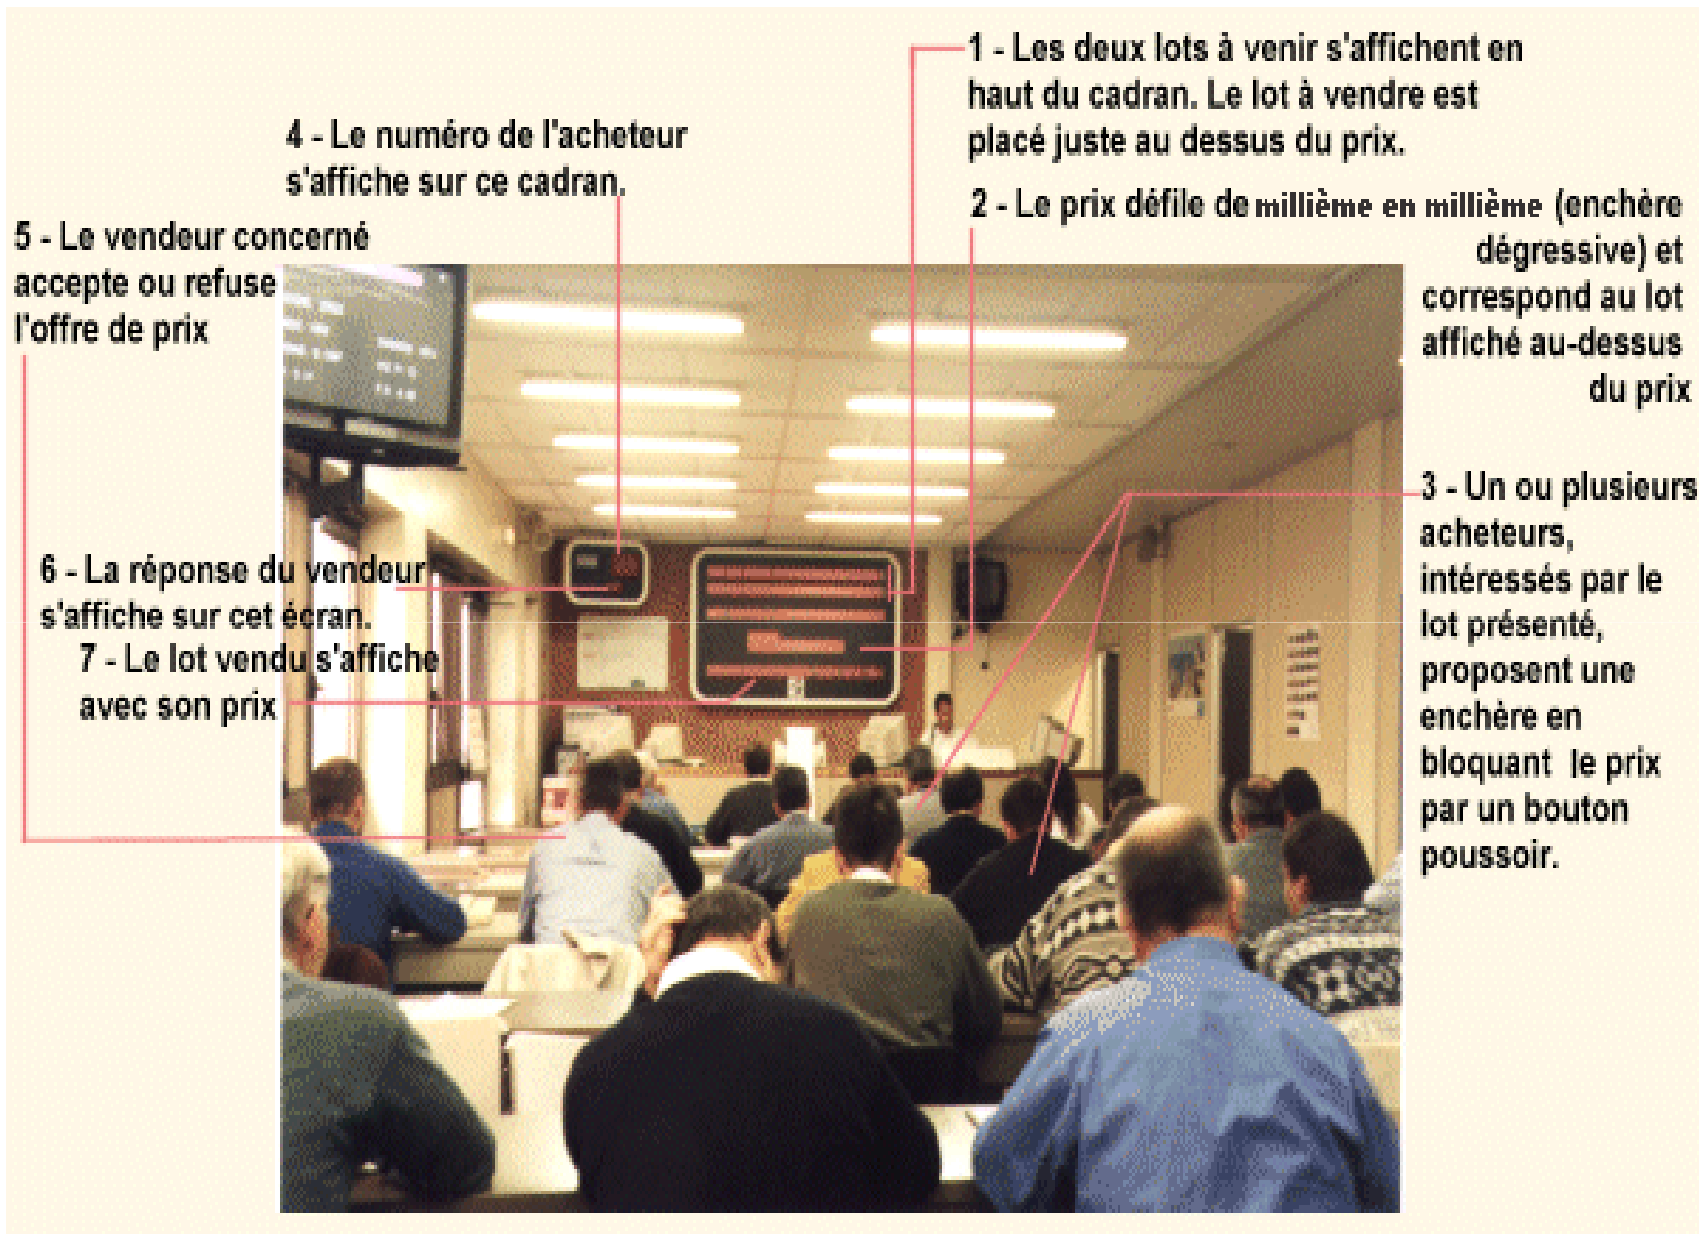 1 - Les deux lots à venir s'affichent en
haut du cadran. Le lot à vendre est
placé juste au dessus du prix.
2 - Le prix défile de millième en millième (enchère
dégressive) et
correspond au lot
affiché au-dessus
du prix
3 - Un ou plusieurs
acheteurs,
intéressés par le
lot présenté,
proposent une
enchère en
bloquant le prix
par un bouton
poussoir.
4 - Le numéro de l'acheteur
s'affiche sur ce cadran.
5 - Le vendeur concerné
accepte ou refuse
l'offre de prix
6 - La réponse du vendeur
s'affiche sur cet écran.
7 - Le lot vendu s'affiche
avec son prix